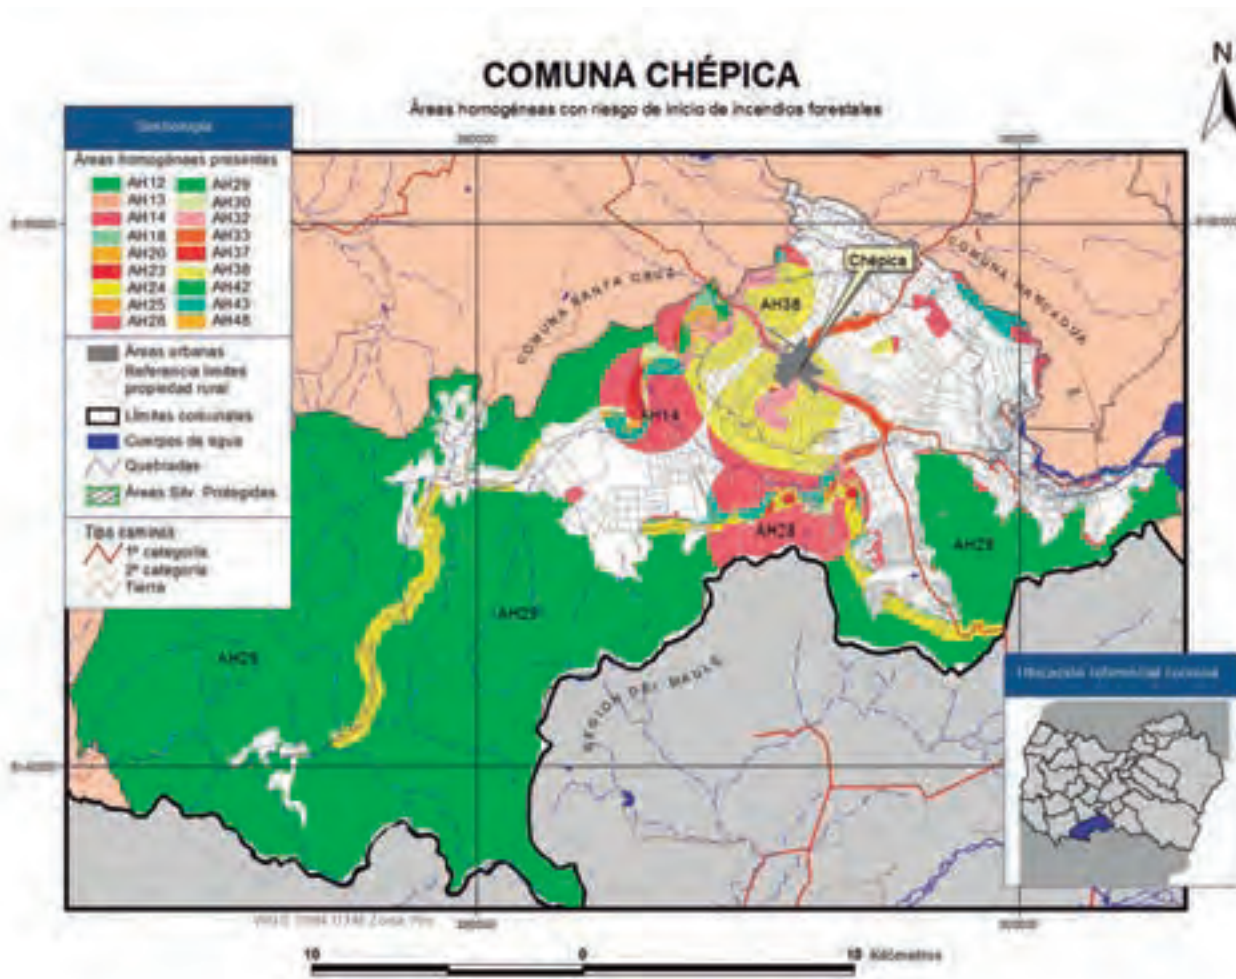 COMUNA CHÉPICA
Áreas homogéneas con riesgo de inicio de incendios forestales
N
Simbología
Áreas homogéneas presentes
AH12 AH29
AH13 AH30
AH14 AH32
AH18 AH33
AH20 AH37
AH23 AH38
AH24 AH42
AH25 AH43
AH28 AH48
Áreas urbanas
Referencia límites
propiedad rural
Límites comunales
Cuerpos de agua
Quebradas
Áreas Silv. Protegidas
Tipo caminos
1ª categoría
2ª categoría
Tierra
COMUNA SANTA CRUZ
COMUNA NANCAGUA
Chépica
AH38
AH14
AH28
AH29
AH29
AH29
REGION DEL MAULE
Ubicación referencial comuna
10 0 10 Kilómetros